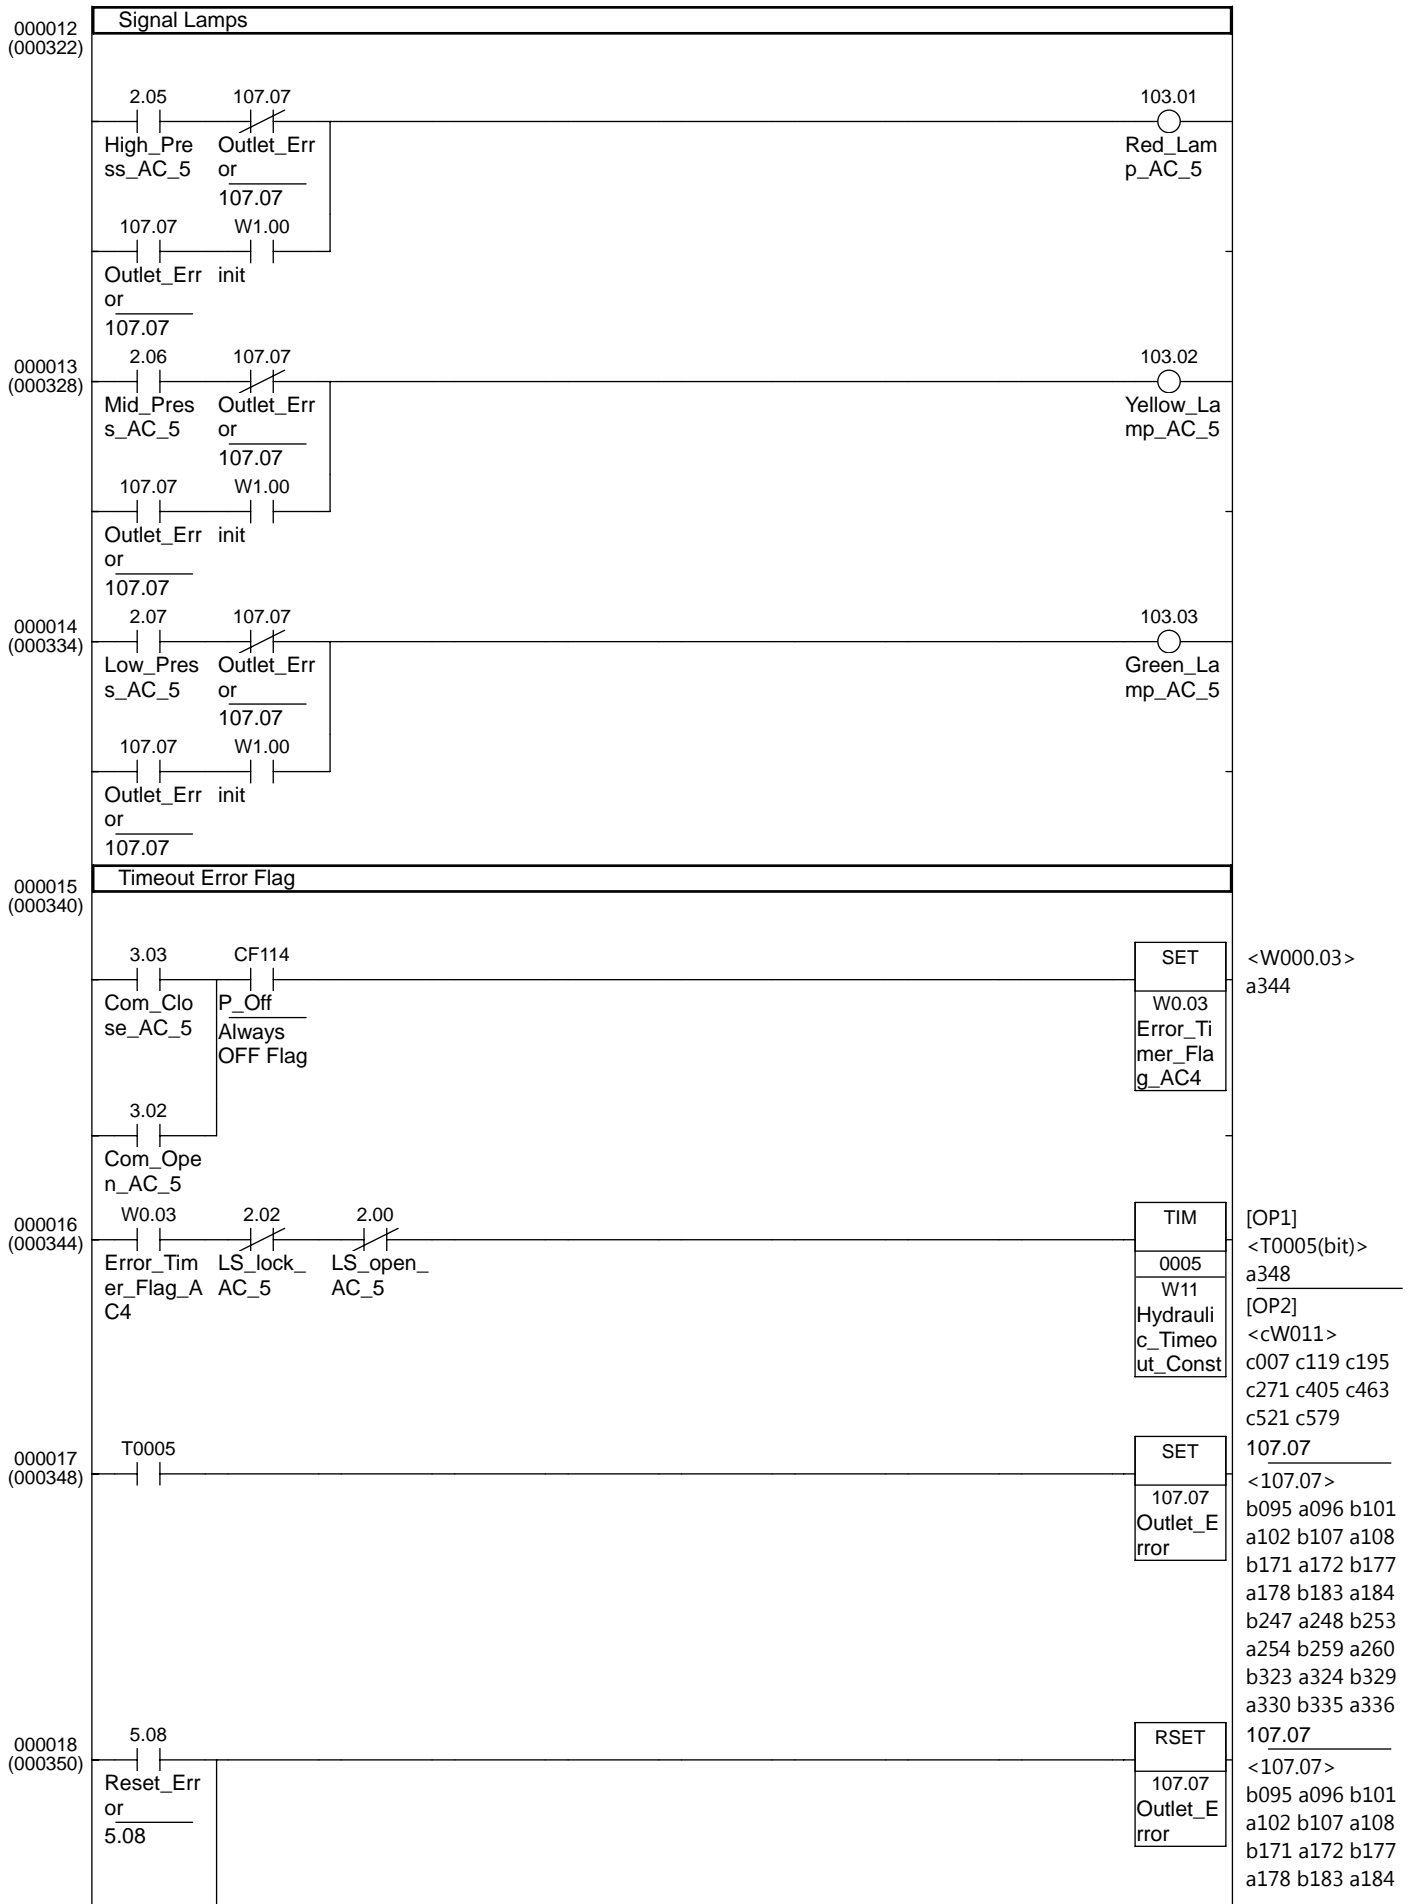 Signal Lamps
000012
(000322)
2.05 107.07 103.01
High_Pre Outlet_Err Red_Lam
ss_AC_5 or p_AC_5
107.07
107.07 W1.00
Outlet_Err init
or
107.07
000013
(000328)
2.06 107.07 103.02
Mid_Pres Outlet_Err Yellow_La
s_AC_5 or mp_AC_5
107.07
107.07 W1.00
Outlet_Err init
or
107.07
000014
(000334)
2.07 107.07 103.03
Low_Pres Outlet_Err Green_La
s_AC_5 or mp_AC_5
107.07
107.07 W1.00
Outlet_Err init
or
107.07
Timeout Error Flag
000015
(000340)
3.03 CF114 SET <W000.03>
Com_Clo P_Off W0.03 a344
se_AC_5 Always Error_Ti
OFF Flag mer_Fla
g_AC4
3.02
Com_Ope
n_AC_5
000016
(000344)
W0.03 2.02 2.00 TIM [OP1]
Error_Tim LS_lock_ LS_open_ 0005 <T0005(bit)>
er_Flag_A AC_5 AC_5 W11 a348
C4 Hydrauli [OP2]
c_Timeo <cW011>
ut_Const c007 c119 c195
c271 c405 c463
c521 c579
000017
(000348)
T0005 SET 107.07
107.07 <107.07>
Outlet_E b095 a096 b101
rror a102 b107 a108
b171 a172 b177
a178 b183 a184
b247 a248 b253
a254 b259 a260
b323 a324 b329
a330 b335 a336
000018
(000350)
5.08 RSET 107.07
Reset_Err 107.07 <107.07>
or Outlet_E b095 a096 b101
5.08 rror a102 b107 a108
b171 a172 b177
a178 b183 a184